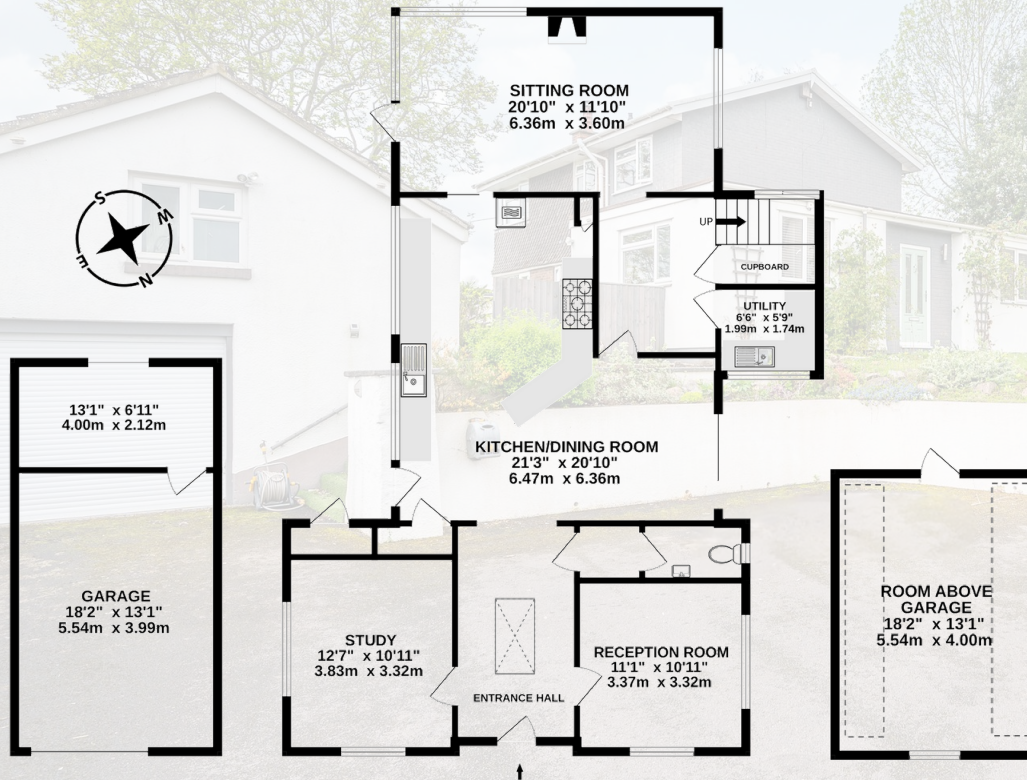 SITTING ROOM
20'10" x 11'10"
6.36m x 3.60m
S
W
E
N
UP
CUPBOARD
UTILITY
6'6" x 5'9"
1.99m x 1.74m
13'1" x 6'11"
4.00m x 2.12m
KITCHEN/DINING ROOM
21'3" x 20'10"
6.47m x 6.36m
GARAGE
18'2" x 13'1"
5.54m x 3.99m
STUDY
12'7" x 10'11"
3.83m x 3.32m
ENTRANCE HALL
RECEPTION ROOM
11'1" x 10'11"
3.37m x 3.32m
ROOM ABOVE
GARAGE
18'2" x 13'1"
5.54m x 4.00m